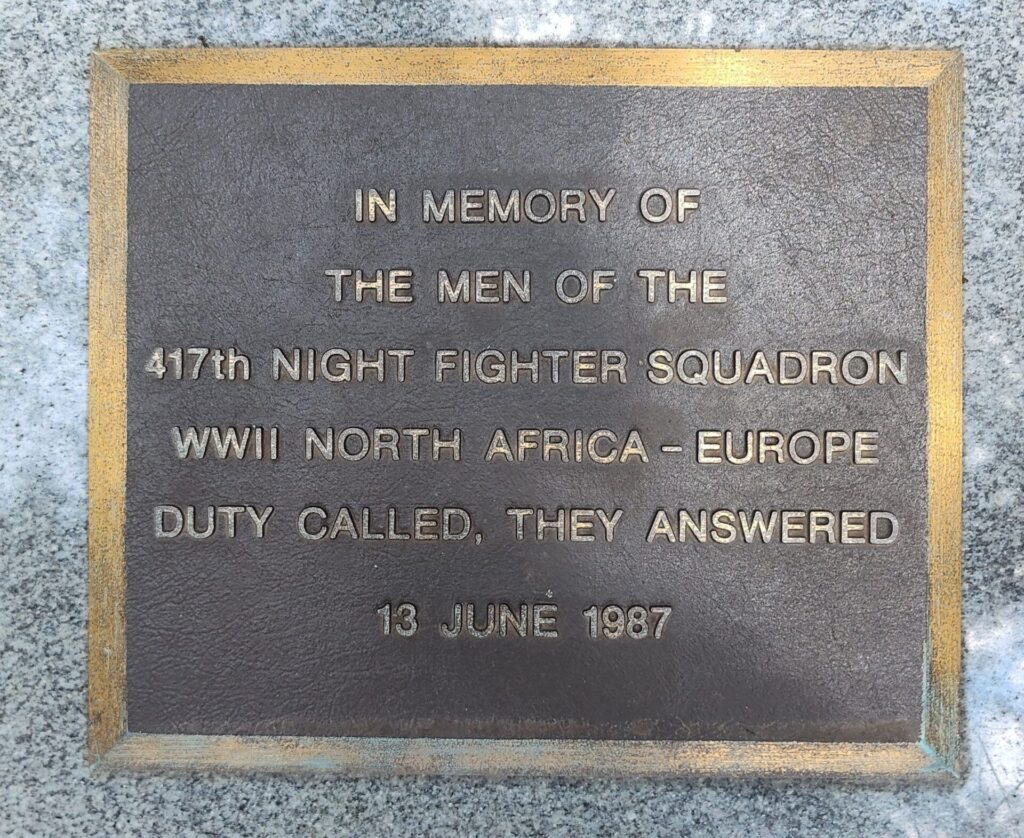 IN MEMORY OF
THE MEN OF THE
417th NIGHT FIGHTER SQUADRON
WWII NORTH AFRICA – EUROPE
DUTY CALLED, THEY ANSWERED
13 JUNE 1987